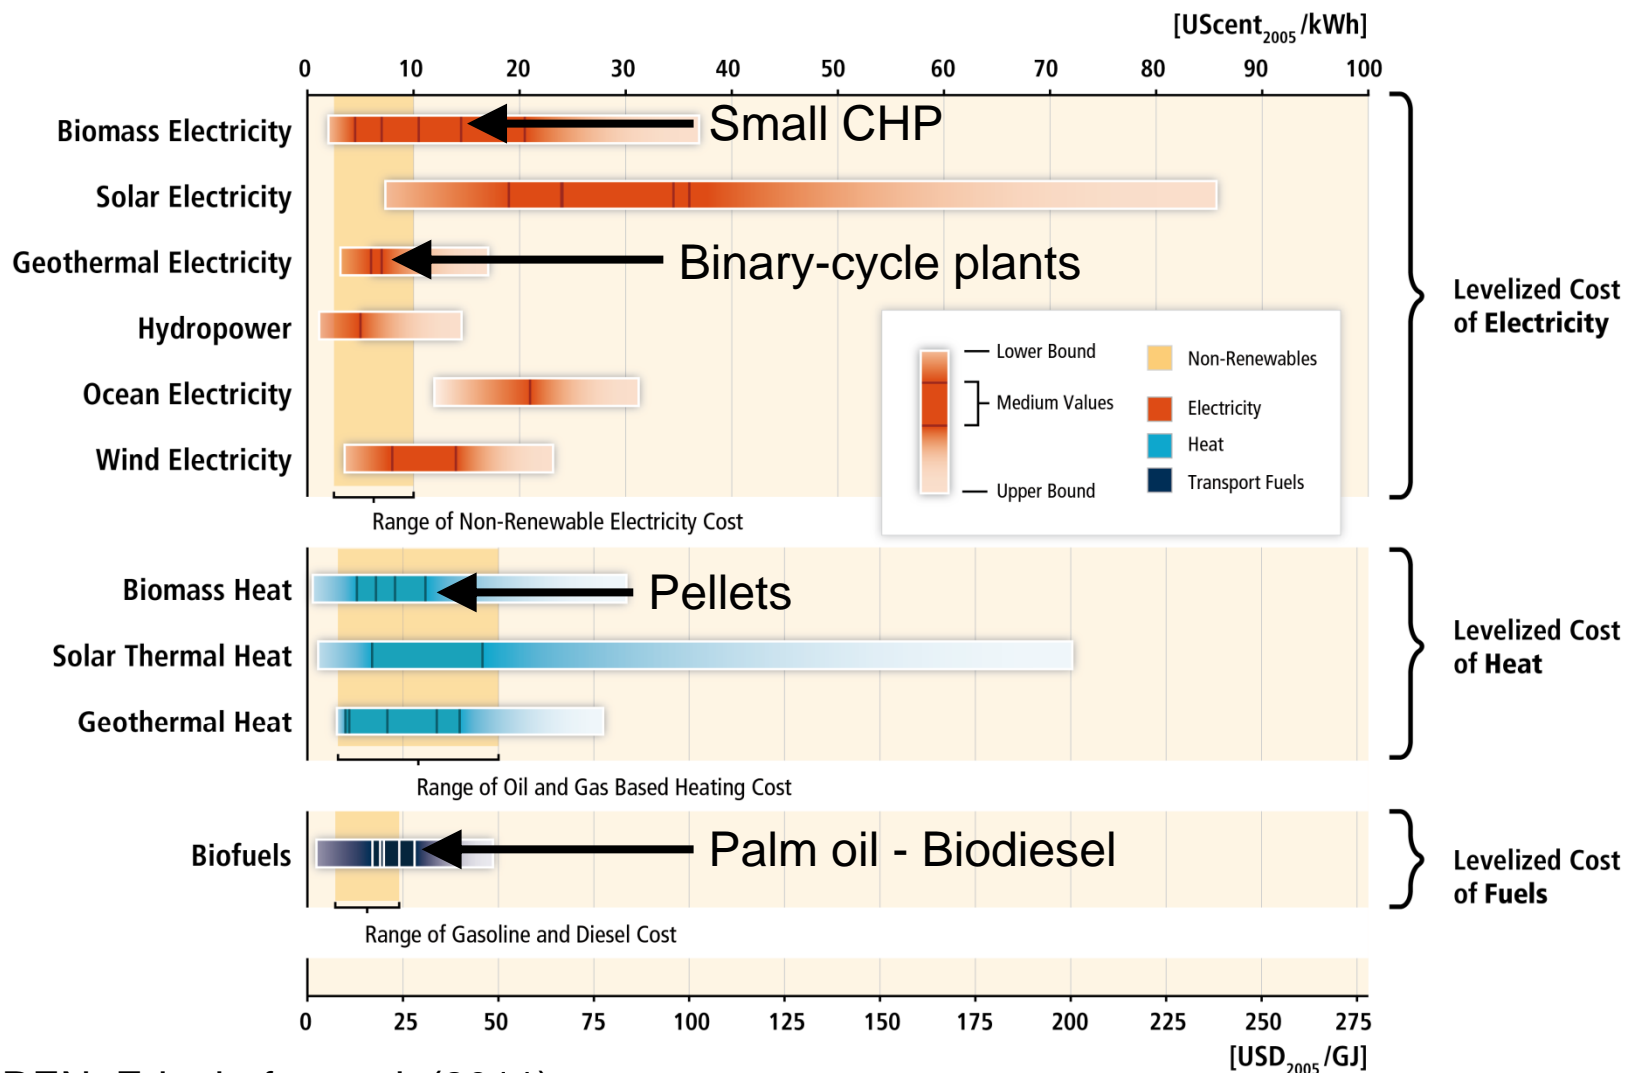 [UScent2005/kWh]
0 10 20 30 40 50 60 70 80 90 100
Biomass Electricity
Small CHP
Solar Electricity
Geothermal Electricity
Binary-cycle plants
Hydropower
Ocean Electricity
Wind Electricity
Levelized Cost
of Electricity
Lower Bound
Medium Values
Upper Bound
Non-Renewables
Electricity
Heat
Transport Fuels
Range of Non-Renewable Electricity Cost
Biomass Heat
Pellets
Solar Thermal Heat
Geothermal Heat
Levelized Cost
of Heat
Range of Oil and Gas Based Heating Cost
Biofuels
Palm oil - Biodiesel
Levelized Cost
of Fuels
Range of Gasoline and Diesel Cost
0 25 50 75 100 125 150 175 200 225 250 275
[USD2005/GJ]